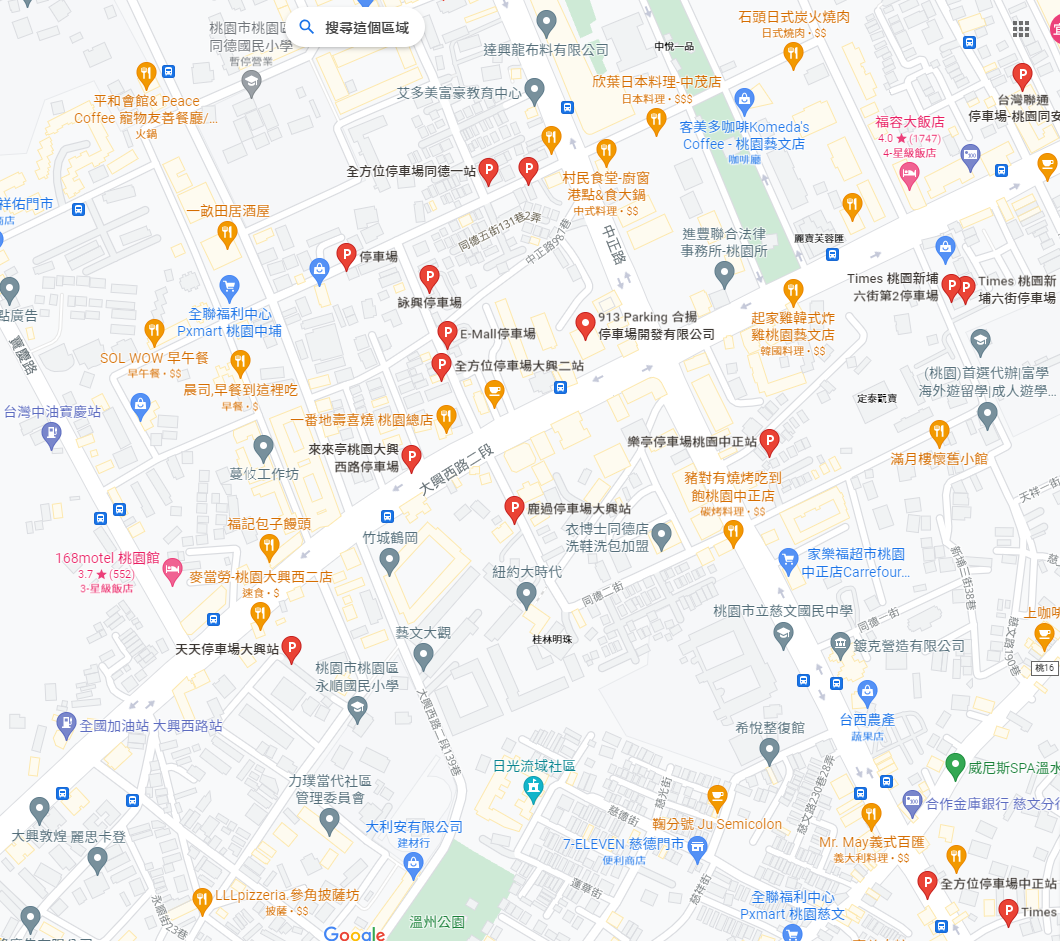 石頭日式炭火燒肉
日式燒肉・$$
桃園市桃園區
同德國民小學
暫停營業
搜尋這個區域
達興龍布料有限公司
中悅一品
欣葉日本料理-中茂店
日本料理・$$$
艾多美富豪教育中心
平和會館& Peace
Coffee 寵物友善餐廳/...
火鍋
台灣聯通
停車場-桃園同安
客美多咖啡Komeda's
Coffee - 桃園藝文店
咖啡廳
福容大飯店
4.0 ★ (1747)
4-星級飯店
全方位停車場同德一站
村民食堂-廚窗
港點&食大鍋
中式料理・$$
祥佑門市
商店
一畝田居酒屋
同德五街131巷2弄
中正路987巷
中正路
進豐聯合法律
事務所-桃園所
麗寶芙蓉匯
停車場
詠興停車場
Times 桃園新埔
六街第2停車場
Times 桃園新
埔六街停車場
點廣告
全聯福利中心
Pxmart 桃園中埔
913 Parking 合揚
停車場開發有限公司
起家雞韓式炸
雞桃園藝文店
韓國料理・$$
E-Mall停車場
寶慶路
SOL WOW 早午餐
早午餐・$$
全方位停車場大興二站
晨司,早餐到這裡吃
早餐・$
(桃園)首選代辦|富學
海外遊留學|成人遊學...
定泰觀寶
台灣中油寶慶站
一番地壽喜燒 桃園總店
來來亭桃園大興
西路停車場
樂亭停車場桃園中正站
滿月樓懷舊小館
蔓攸工作坊
大興西路二段
豬對有燒烤吃到
飽桃園中正店
碳烤料理・$$
天祥一街
鹿過停車場大興站
福記包子饅頭
竹城鶴岡
衣博士同德店
洗鞋洗包加盟
168motel 桃園館
3.7 ★ (552)
3-星級飯店
麥當勞-桃園大興西二店
速食・$
紐約大時代
家樂福超市桃園
中正店Carrefour...
新埔三街38巷
同德二街
桃園市立慈文國民中學
同德一街
慈文路190巷
上咖啡
藝文大觀
桂林明珠
鍍克營造有限公司
天天停車場大興站
桃園市桃園區
永順國民小學
桃16
全國加油站 大興西路站
大興西路二段139巷
希悅整復館
台西農產
蔬果店
日光流域社區
威尼斯SPA溫水
力璞當代社區
管理委員會
慈光街
慈文路230巷28弄
合作金庫銀行 慈文分行
大興敦煌 麗思卡登
慈德街
鞠分號 Ju Semicolon
大利安有限公司
建材行
7-ELEVEN 慈德門市
便利商店
Mr. May義式百匯
義大利料理・$$
蓮華街
慈祥街
全方位停車場中正站
LLLpizzeria.參角披薩坊
披薩・$$
永順街23巷
溫州公園
全聯福利中心
Pxmart 桃園慈文
Times
Google